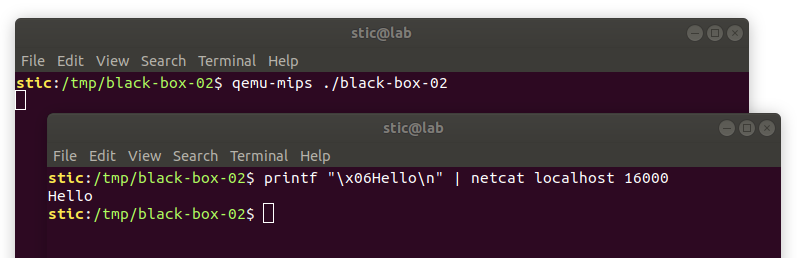 stic@lab
File Edit View Search Terminal Help
stic:/tmp/black-box-02$ qemu-mips ./black-box-02
stic@lab
File Edit View Search Terminal Help
stic:/tmp/black-box-02$ printf "\x06Hello\n" | netcat localhost 16000
Hello
stic:/tmp/black-box-02$